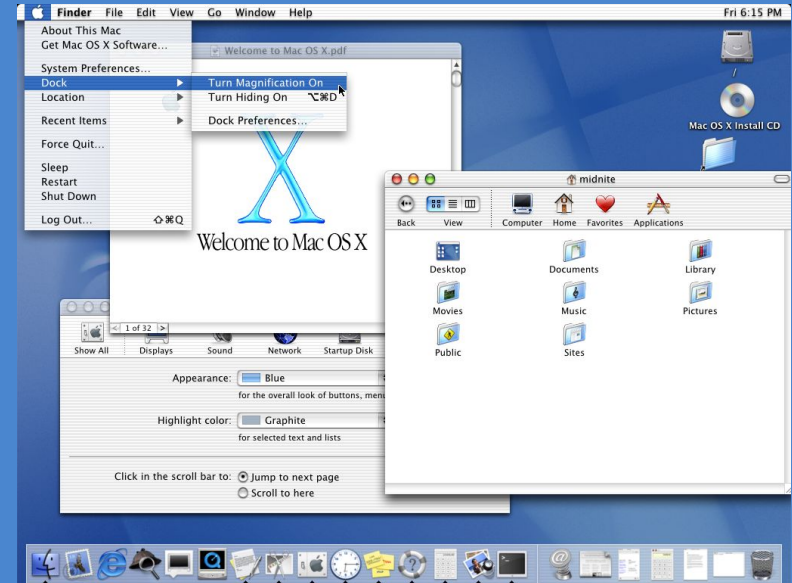 Finder File Edit View Go Window Help Fri 6:15 PM
About This Mac
Get Mac OS X Software...
System Preferences...
Dock
Location
Recent Items
Force Quit...
Sleep
Restart
Shut Down
Log Out... ⇧⌘Q
Turn Magnification On
Turn Hiding On ⌥⌘D
Dock Preferences...
Welcome to Mac OS X.pdf
X
Welcome to Mac OS X
1 of 32
/
Mac OS X Install CD
midnite
Back View Computer Home Favorites Applications
Desktop Documents Library
Movies Music Pictures
Public Sites
Show All Displays Sound Network Startup Disk
Appearance: Blue
for the overall look of buttons, menu
Highlight color: Graphite
for selected text and lists
Click in the scroll bar to: Jump to next page
Scroll to here